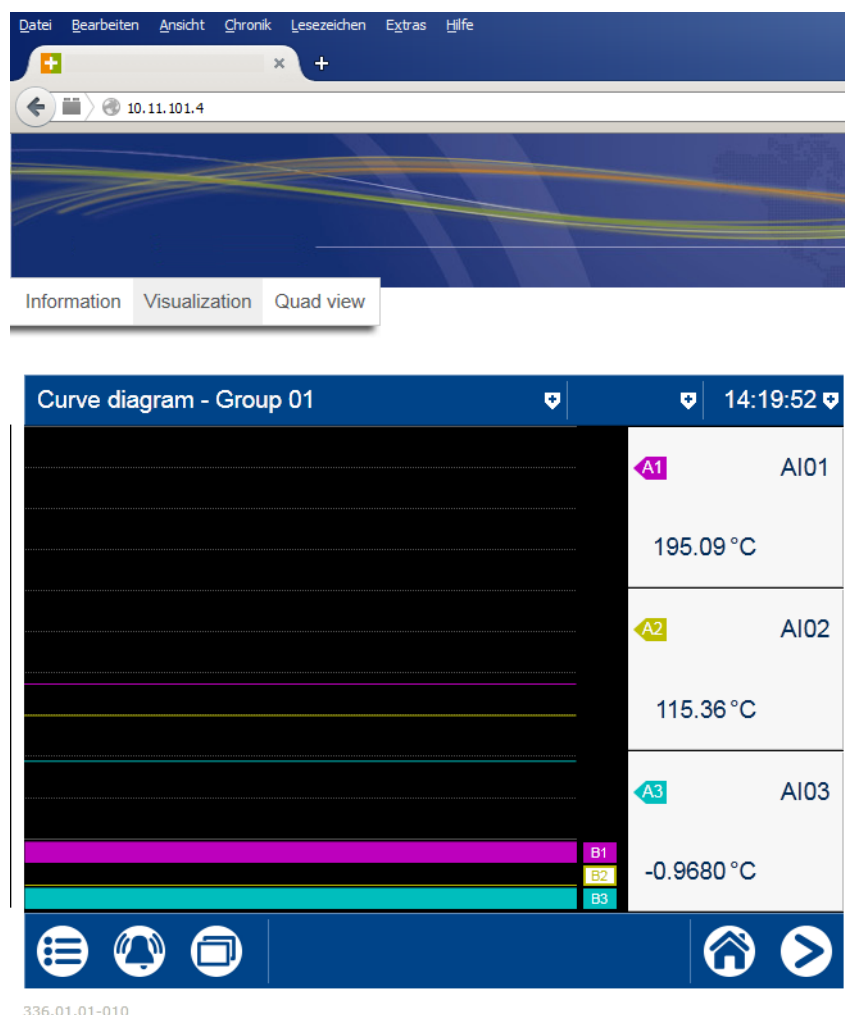 Datei Bearbeiten Ansicht Chronik Lesezeichen Extras Hilfe
10.11.101.4
Information Visualization Quad view
Curve diagram - Group 01 14:19:52
A1 AI01
195.09 °C
A2 AI02
115.36 °C
A3 AI03
-0.9680 °C
B1
B2
B3
336.01.01-010